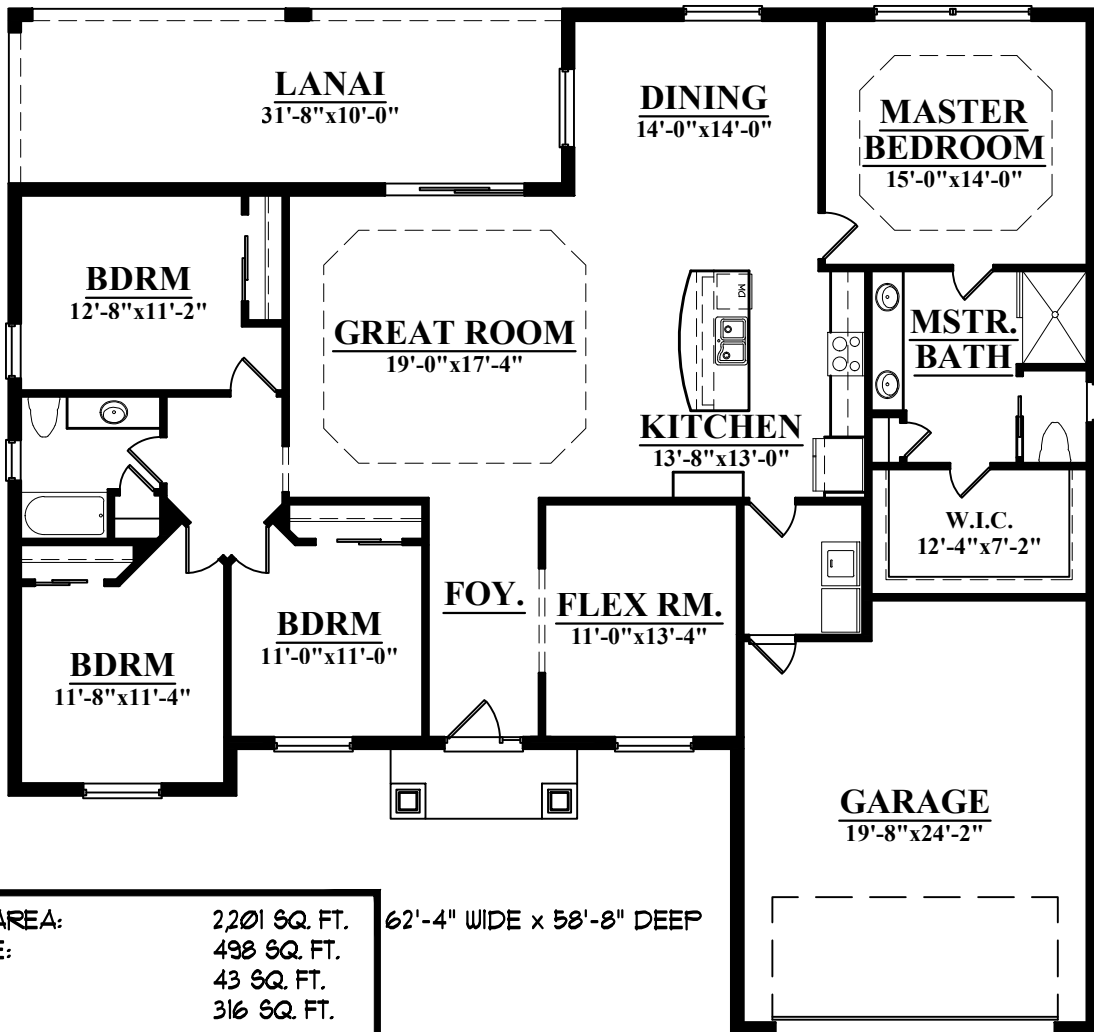 LANAI
31'-8"x10'-0"
DINING
14'-0"x14'-0"
MASTER
BEDROOM
15'-0"x14'-0"
BDRM
12'-8"x11'-2"
GREAT ROOM
19'-0"x17'-4"
DW
MSTR.
BATH
KITCHEN
13'-8"x13'-0"
W.I.C.
12'-4"x7'-2"
FOY.
FLEX RM.
11'-0"x13'-4"
BDRM
11'-0"x11'-0"
BDRM
11'-8"x11'-4"
GARAGE
19'-8"x24'-2"
AREA: 2,201 SQ. FT.
E: 498 SQ. FT.
43 SQ. FT.
316 SQ. FT.
62'-4" WIDE x 58'-8" DEEP